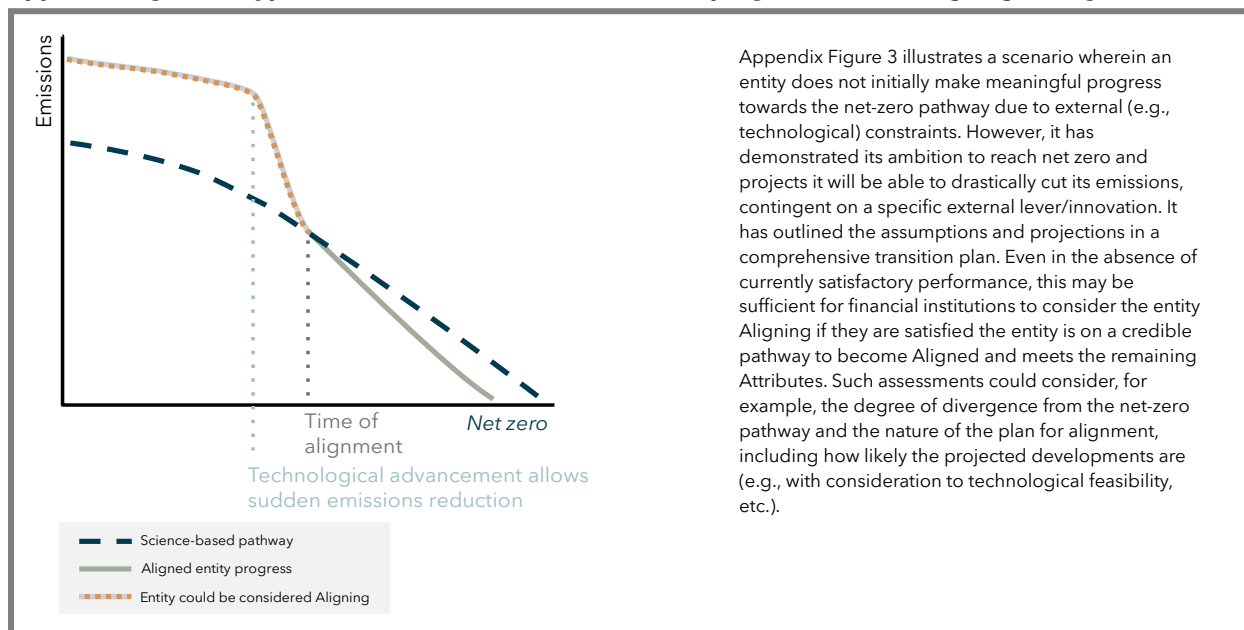 Emissions
Time of
alignment
Net zero
Technological advancement allows
sudden emissions reduction
Science-based pathway
Aligned entity progress
Entity could be considered Aligning
Appendix Figure 3 illustrates a scenario wherein an
entity does not initially make meaningful progress
towards the net-zero pathway due to external (e.g.,
technological) constraints. However, it has
demonstrated its ambition to reach net zero and
projects it will be able to drastically cut its emissions,
contingent on a specific external lever/innovation. It
has outlined the assumptions and projections in a
comprehensive transition plan. Even in the absence of
currently satisfactory performance, this may be
sufficient for financial institutions to consider the entity
Aligning if they are satisfied the entity is on a credible
pathway to become Aligned and meets the remaining
Attributes. Such assessments could consider, for
example, the degree of divergence from the net-zero
pathway and the nature of the plan for alignment,
including how likely the projected developments are
(e.g., with consideration to technological feasibility,
etc.).